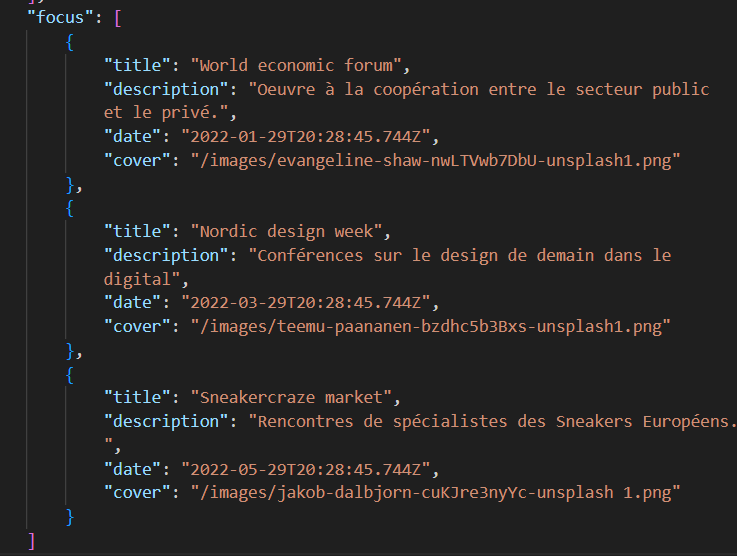 ],
"focus": [
{
"title": "World economic forum",
"description": "Oeuvre à la coopération entre le secteur public
et le privé.",
"date": "2022-01-29T20:28:45.744Z",
"cover": "/images/evangeline-shaw-nwLTVwb7DbU-unsplash1.png"
},
{
"title": "Nordic design week",
"description": "Conférences sur le design de demain dans le
digital",
"date": "2022-03-29T20:28:45.744Z",
"cover": "/images/teemu-paananen-bzdhc5b3Bxs-unsplash1.png"
},
{
"title": "Sneakercraze market",
"description": "Rencontres de spécialistes des Sneakers Européens.
",
"date": "2022-05-29T20:28:45.744Z",
"cover": "/images/jakob-dalbjorn-cuKJre3nyYc-unsplash 1.png"
}
]